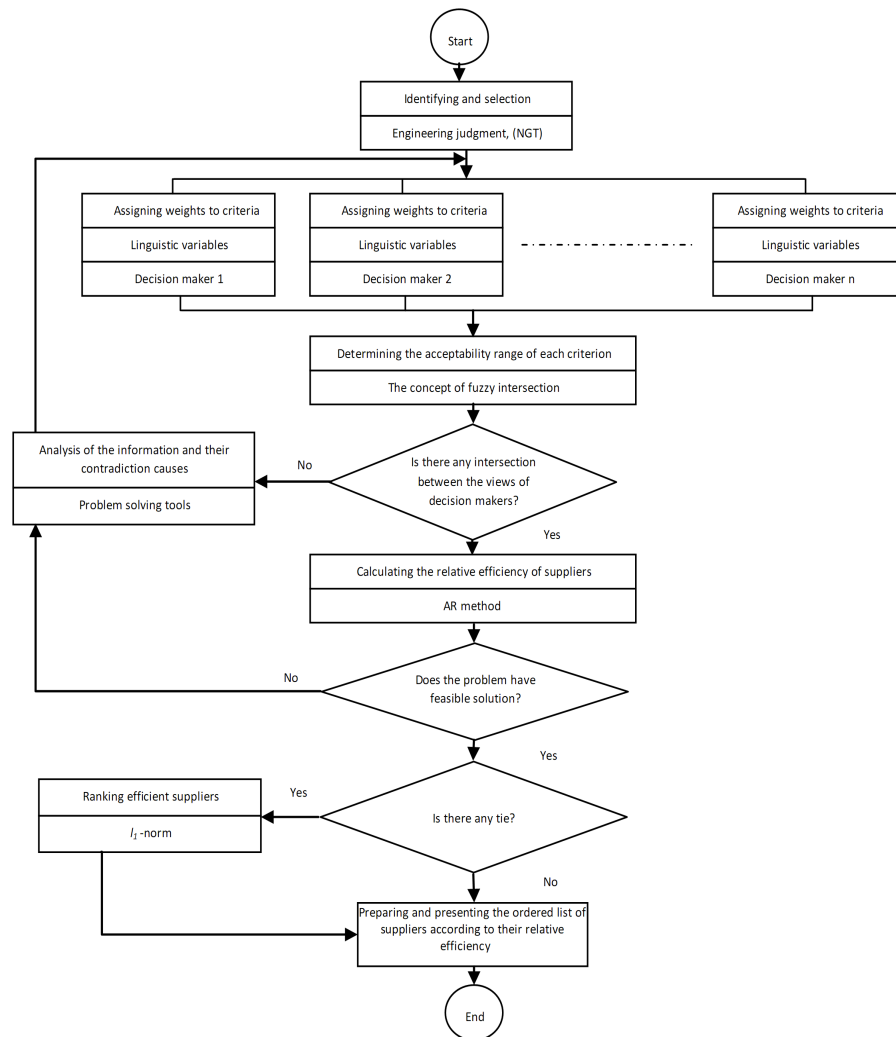 Start
Identifying and selection
Engineering judgment, (NGT)
Assigning weights to criteria
Linguistic variables
Decision maker 1
Assigning weights to criteria
Linguistic variables
Decision maker 2
Assigning weights to criteria
Linguistic variables
Decision maker n
Determining the acceptability range of each criterion
The concept of fuzzy intersection
Is there any intersection
between the views of
decision makers?
No
Analysis of the information and their
contradiction causes
Problem solving tools
Yes
Calculating the relative efficiency of suppliers
AR method
Does the problem have
feasible solution?
No
Yes
Is there any tie?
Yes
Ranking efficient suppliers
l₁ -norm
No
Preparing and presenting the ordered list of
suppliers according to their relative
efficiency
End